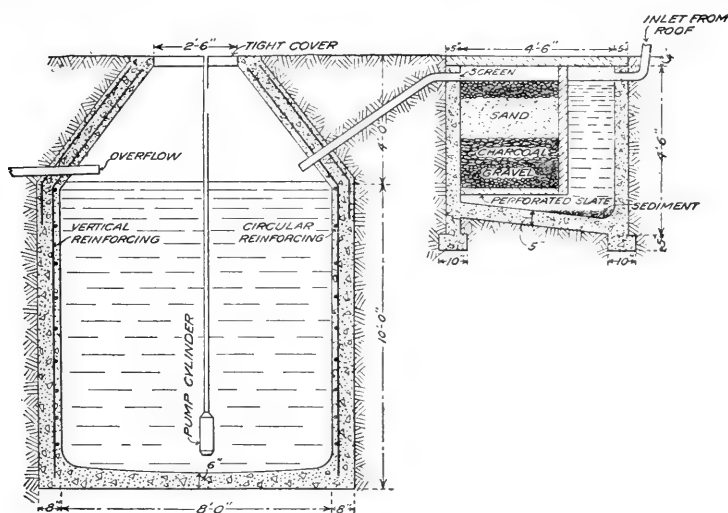 INLET FROM
ROOF
2'-6"
TIGHT COVER
5"
4'-6"
5"
SCREEN
SAND
4'-0"
4'-6"
CHARCOAL
GRAVEL
OVERFLOW
PERFORATED SLATE
SEDIMENT
VERTICAL
REINFORCING
CIRCULAR
REINFORCING
5"
5"
10"
10"
10'-0"
PUMP CYLINDER
6"
8"
8'-0"
8"